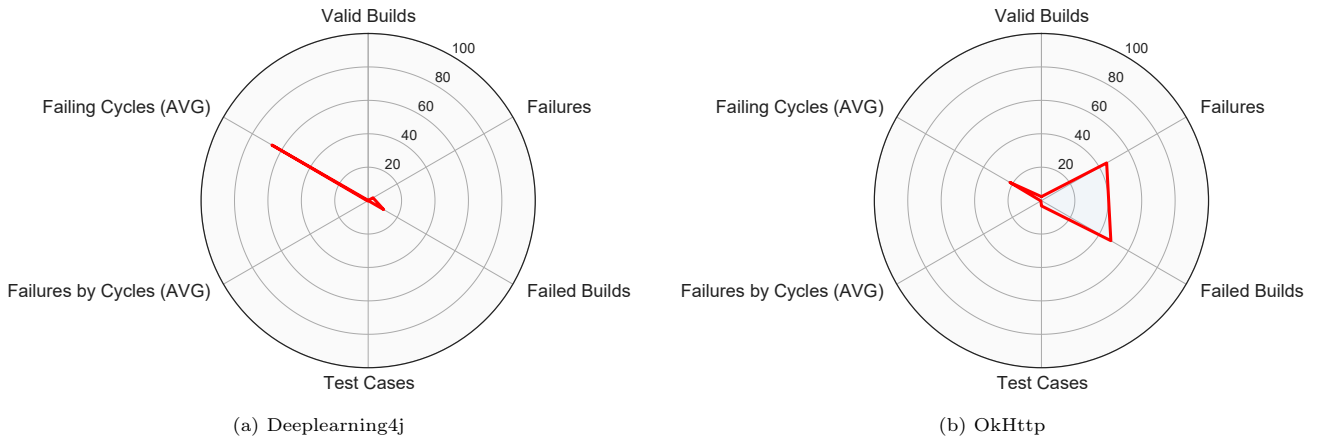 Valid Builds
100
80
60
40
20
Failures
Failed Builds
Test Cases
Failures by Cycles (AVG)
Failing Cycles (AVG)
(a) Deeplearning4j
Valid Builds
100
80
60
40
20
Failures
Failed Builds
Test Cases
Failures by Cycles (AVG)
Failing Cycles (AVG)
(b) OkHttp